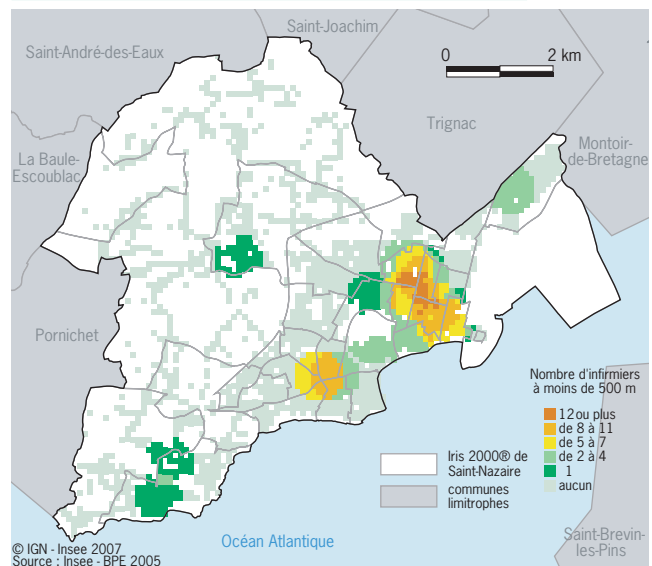 Saint-Joachim
Saint-André-des-Eaux
0 2 km
Trignac
Montoir-
de-Bretagne
La Baule-
Escoublac
Pornichet
Nombre d'infirmiers
à moins de 500 m
12 ou plus
de 8 à 11
de 5 à 7
de 2 à 4
1
aucun
Iris 2000® de
Saint-Nazaire
communes
limitrophes
Saint-Brevin-
les-Pins
Océan Atlantique
© IGN - Insee 2007
Source : Insee - BPE 2005